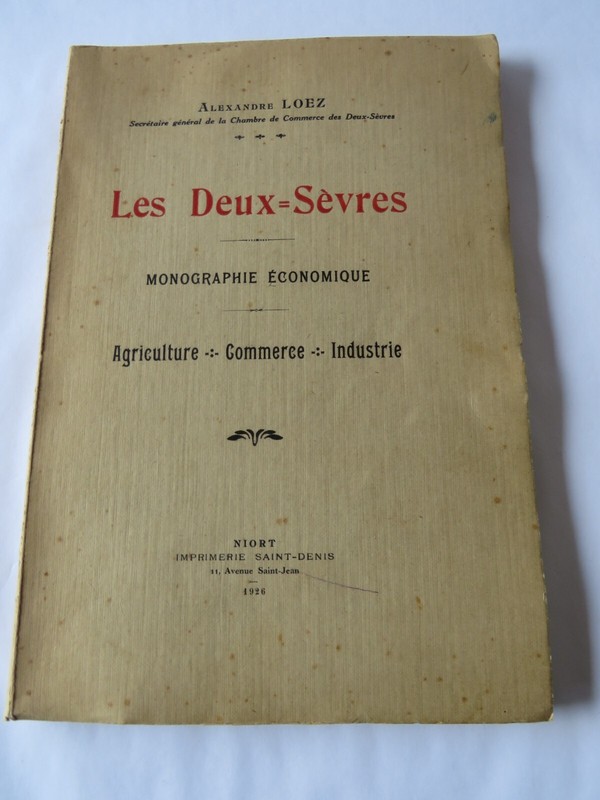 Alexandre LOEZ
Secrétaire général de la Chambre de Commerce des Deux-Sèvres
Les Deux=Sèvres
MONOGRAPHIE ÉCONOMIQUE
Agriculture -:- Commerce -:- Industrie
NIORT
IMPRIMERIE SAINT-DENIS
11, Avenue Saint-Jean
1926